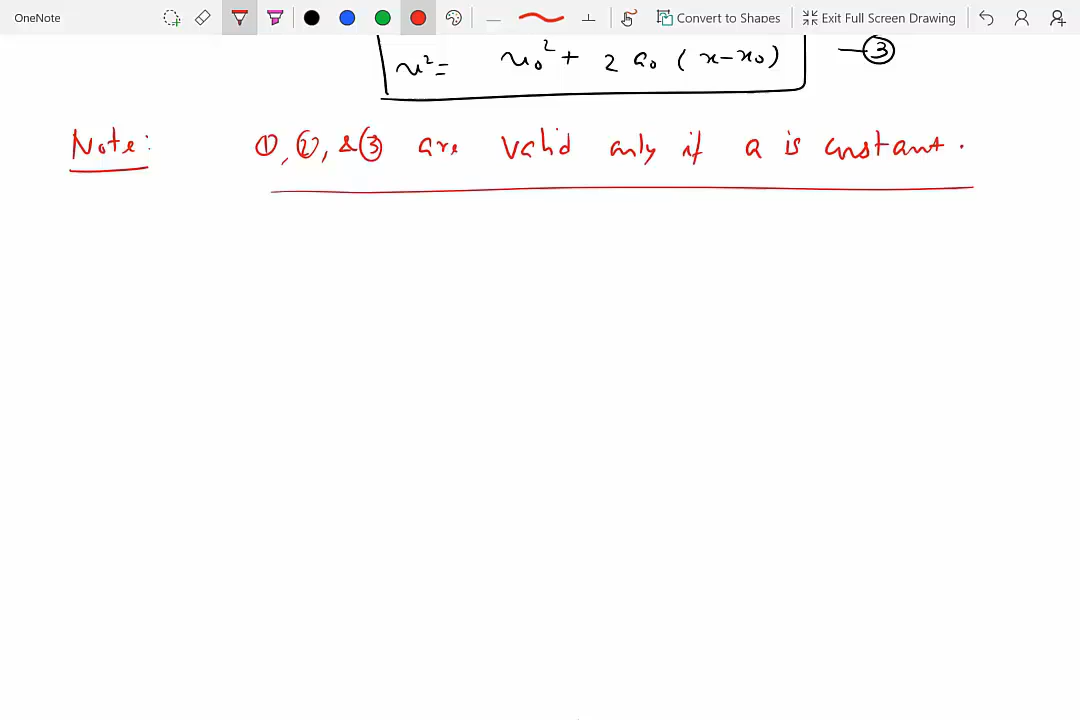 OneNote
Convert to Shapes
Exit Full Screen Drawing
v²= v₀² + 2 a₀ (x-x₀) — ③
Note: ①, ②, & ③ are valid only if a is constant.